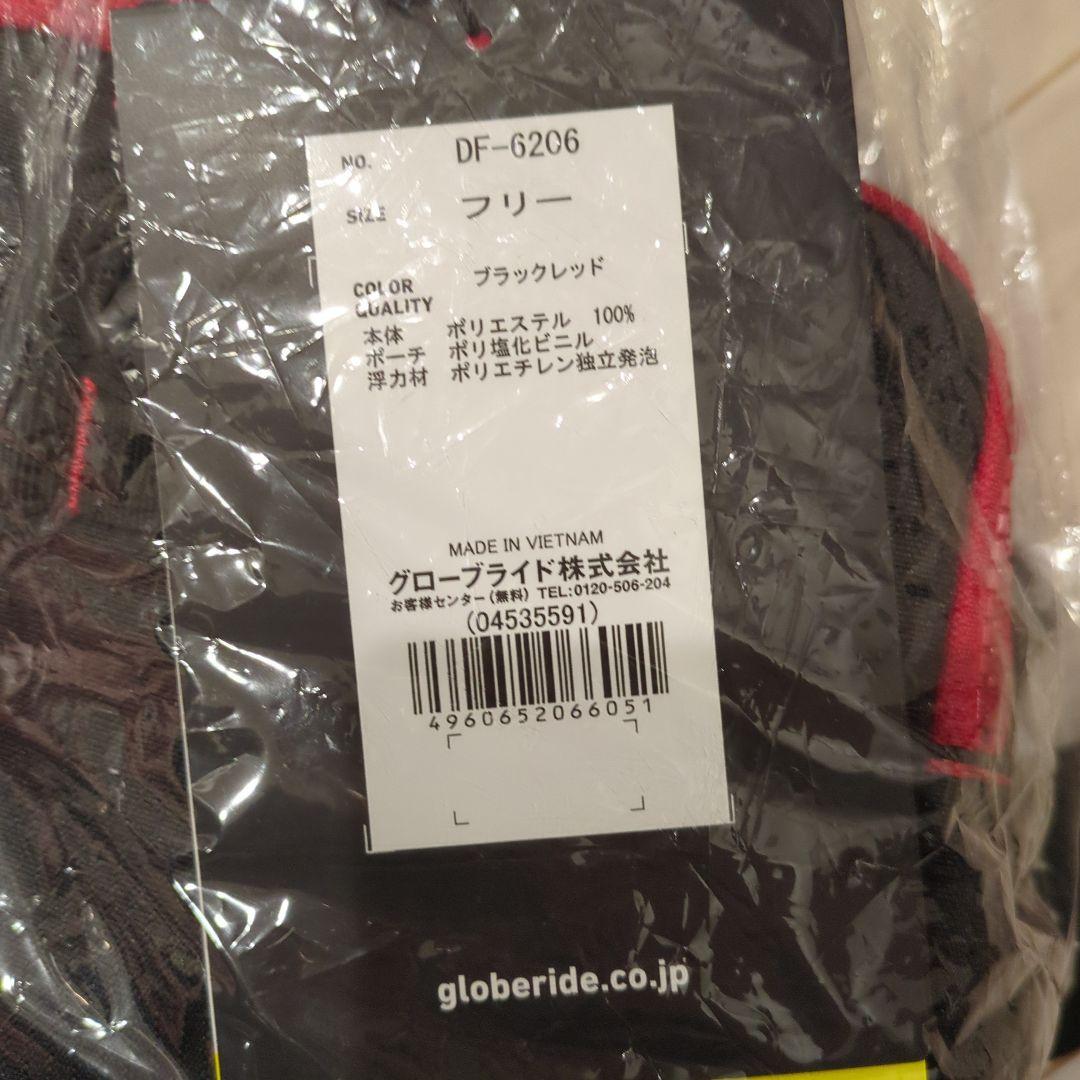 NO. DF-6206
SIZE フリー
COLOR ブラックレッド
QUALITY
本体 ポリエステル 100%
ポーチ ポリ塩化ビニル
浮力材 ポリエチレン独立発泡
MADE IN VIETNAM
グローブライド株式会社
お客様センター(無料) TEL:0120-506-204
(04535591)
4960652066051
globeride.co.jp